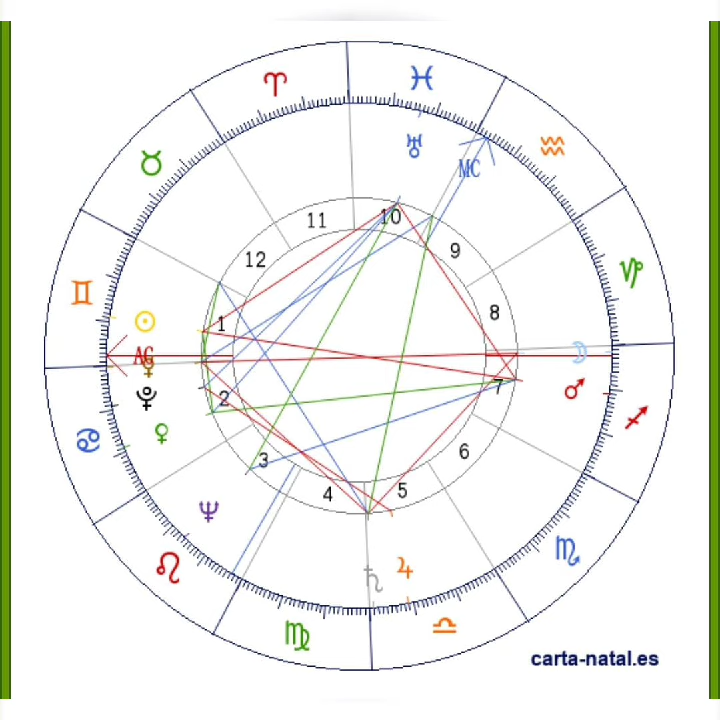 ♈ ♓
♉ ♒
♅ MC
11 10
12 9
♊ ♑
☉ 1 8
AC ☿ ☽
♇ 2 7 ♂
♋ ♀ ♐
3 6
♆ 4 5
♌ ♄ ♃ ♏
♍ ♎
carta-natal.es